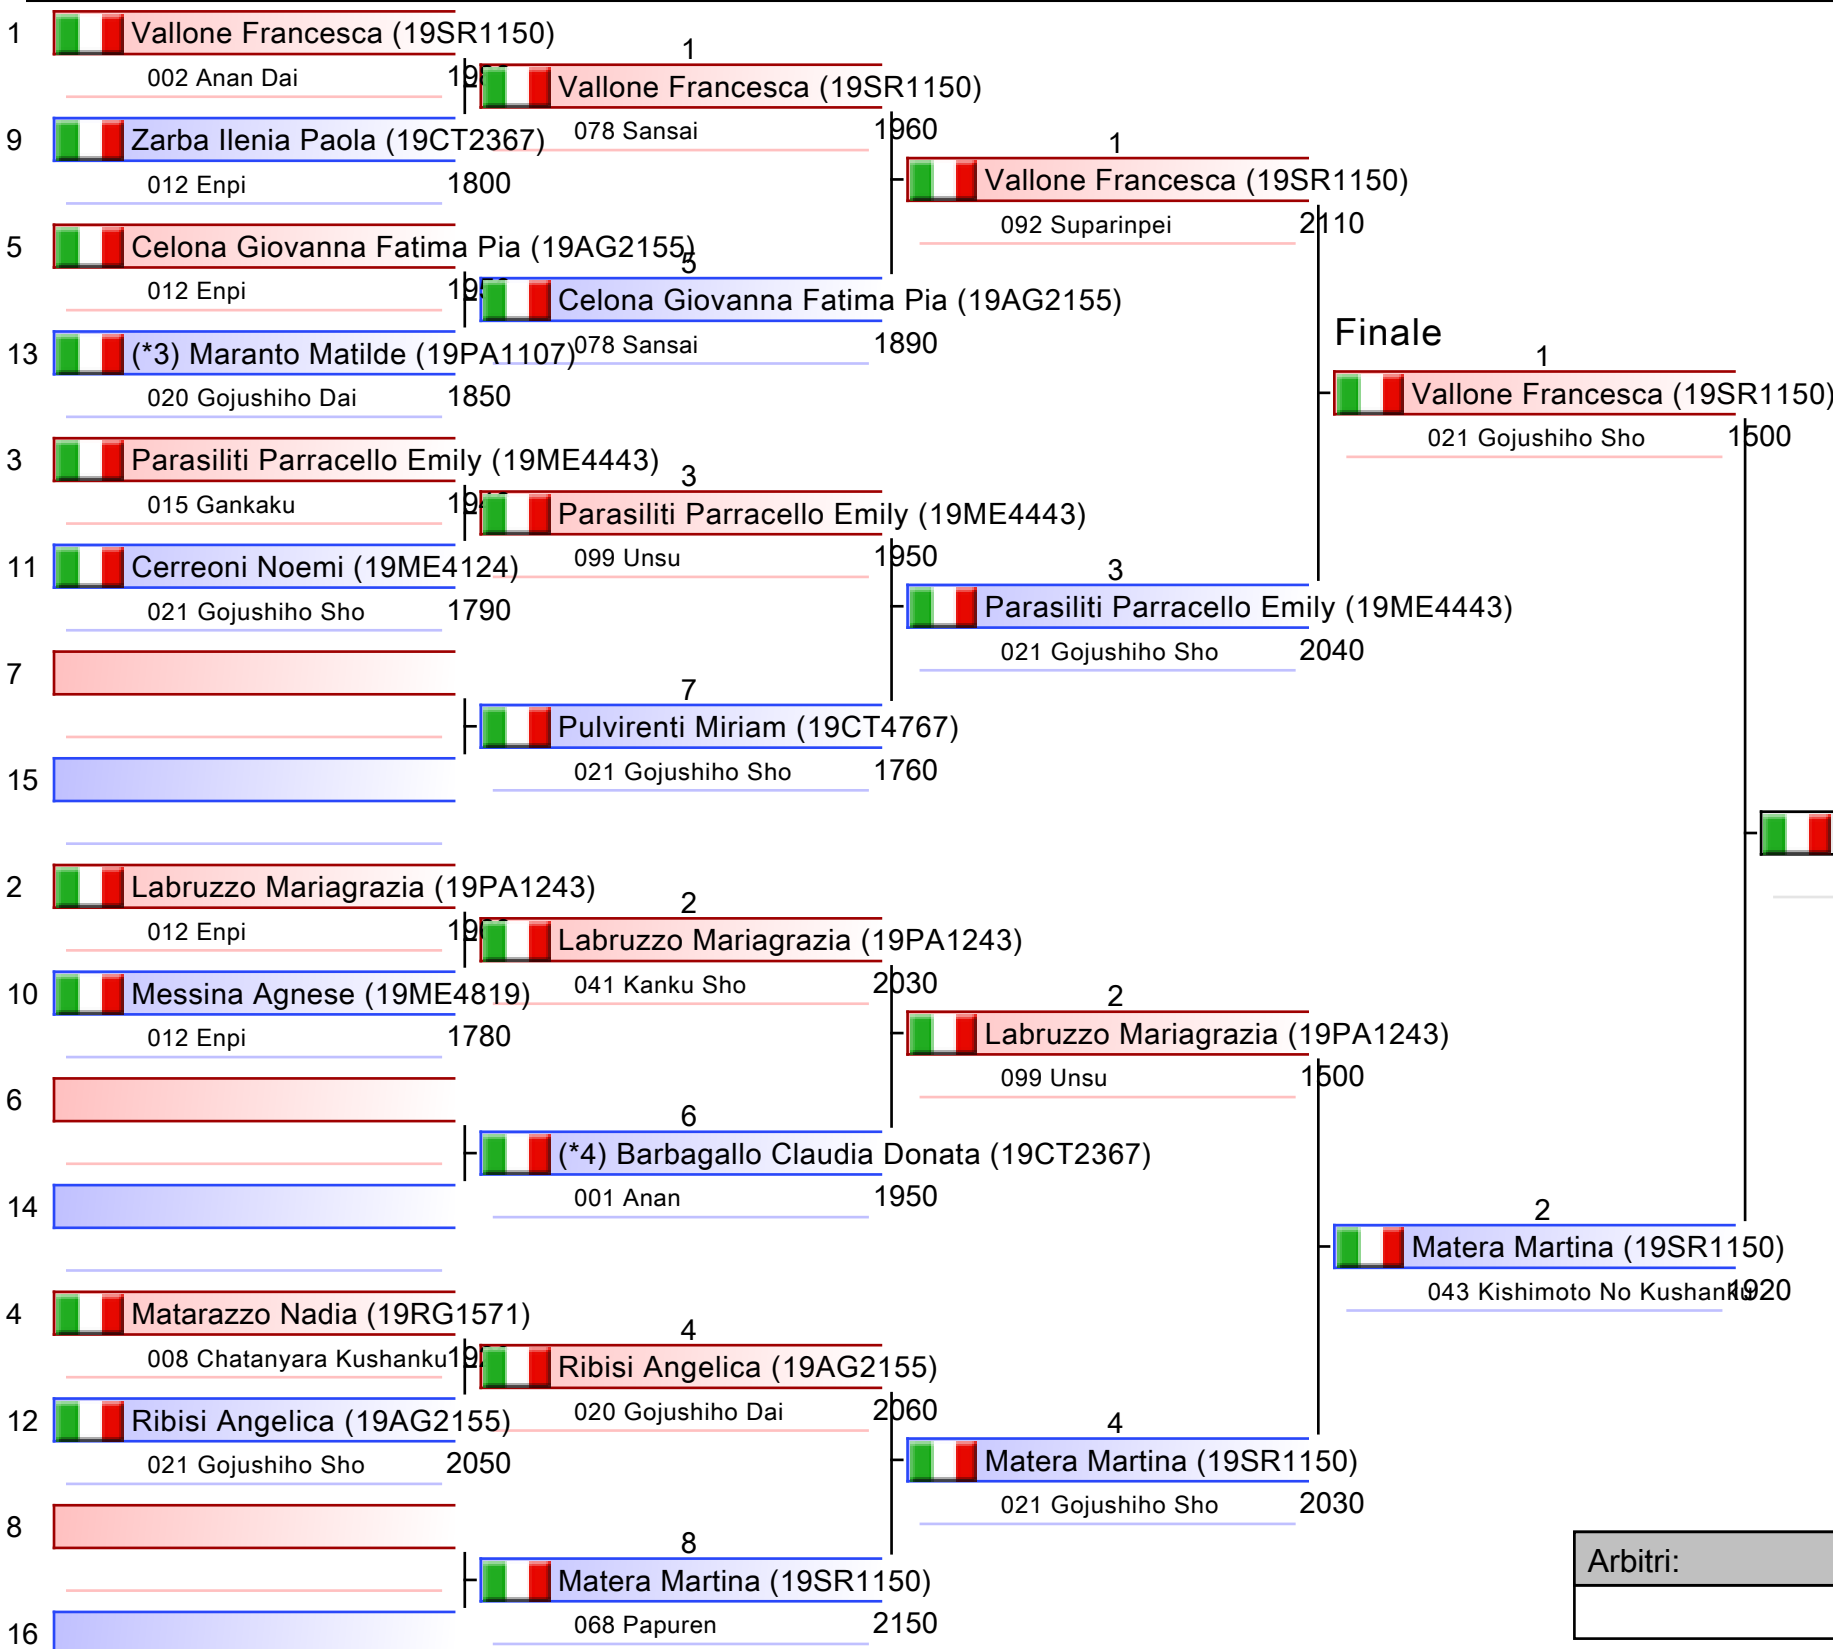 1 Vallone Francesca (19SR1150)
002 Anan Dai
9 Zarba Ilenia Paola (19CT2367)
012 Enpi 1800
5 Celona Giovanna Fatima Pia (19AG2155)
012 Enpi
13 (*3) Maranto Matilde (19PA1107)
020 Gojushiho Dai 1850
3 Parasiliti Parracello Emily (19ME4443)
015 Gankaku
11 Cerreoni Noemi (19ME4124)
021 Gojushiho Sho 1790
7
15
2 Labruzzo Mariagrazia (19PA1243)
012 Enpi
10 Messina Agnese (19ME4819)
012 Enpi 1780
6
14
4 Matarazzo Nadia (19RG1571)
008 Chatanyara Kushanku
12 Ribisi Angelica (19AG2155)
021 Gojushiho Sho 2050
8
16
1
Vallone Francesca (19SR1150)
078 Sansai 1960
5
Celona Giovanna Fatima Pia (19AG2155)
078 Sansai 1890
3
Parasiliti Parracello Emily (19ME4443)
099 Unsu 1950
7
Pulvirenti Miriam (19CT4767)
021 Gojushiho Sho 1760
2
Labruzzo Mariagrazia (19PA1243)
041 Kanku Sho 2030
6
(*4) Barbagallo Claudia Donata (19CT2367)
001 Anan 1950
4
Ribisi Angelica (19AG2155)
020 Gojushiho Dai 2060
8
Matera Martina (19SR1150)
068 Papuren 2150
1
Vallone Francesca (19SR1150)
092 Suparinpei 2110
3
Parasiliti Parracello Emily (19ME4443)
021 Gojushiho Sho 2040
2
Labruzzo Mariagrazia (19PA1243)
099 Unsu 1500
4
Matera Martina (19SR1150)
021 Gojushiho Sho 2030
Finale
1
Vallone Francesca (19SR1150)
021 Gojushiho Sho 1500
2
Matera Martina (19SR1150)
043 Kishimoto No Kushanku 1920
Arbitri: